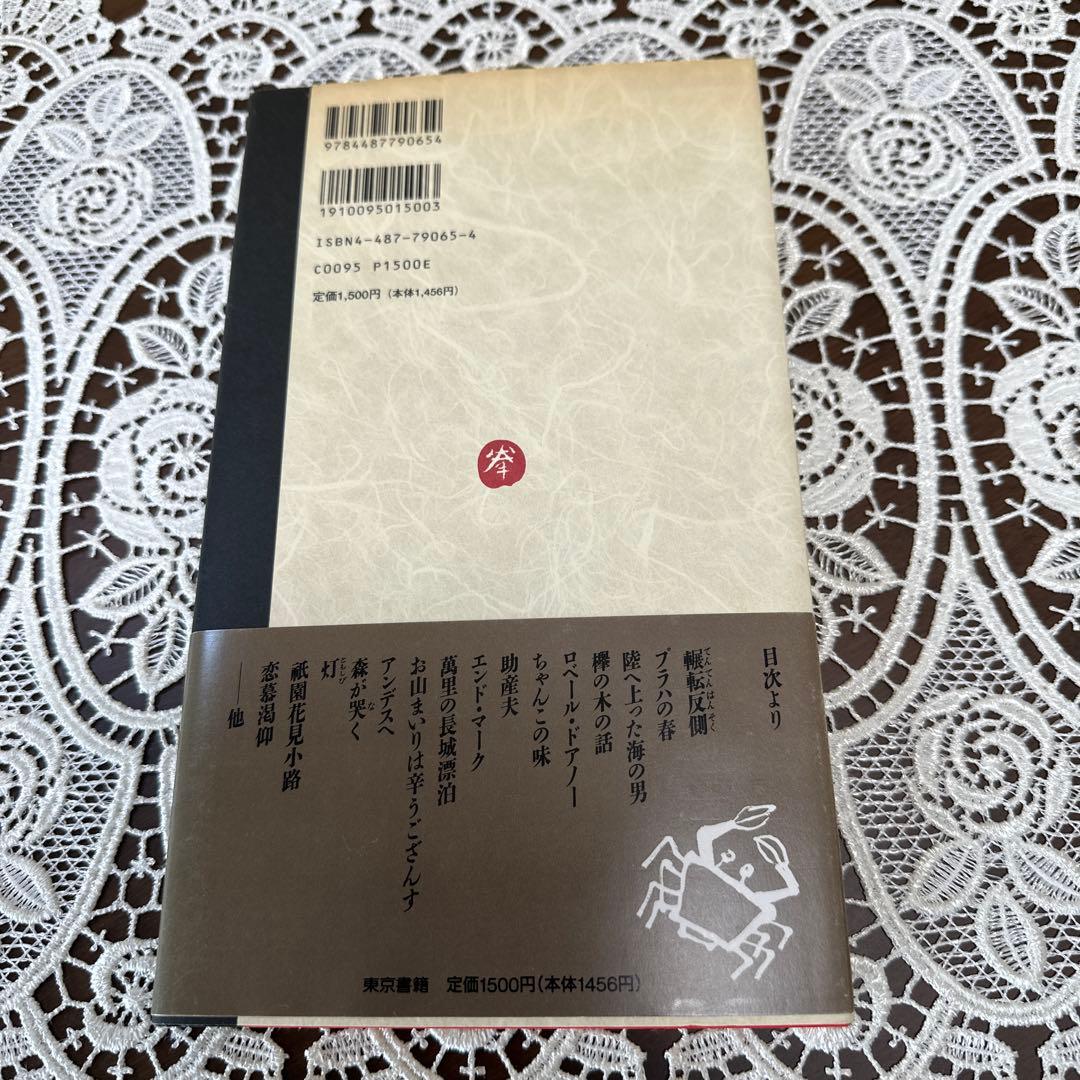 9784487790654
1910095015003
ISBN4-487-79065-4
C0095 P1500E
定価1,500円(本体1,456円)
拳
目次より
輾転反側
てんてんはんそく
プラハの春
陸へ上った海の男
欅の木の話
ロベール・ドアノー
ちゃんこの味
助産夫
エンド・マーク
萬里の長城漂泊
お山まいりは辛うござんす
アンデスへ
森が哭く
な
灯
ともしび
祇園花見小路
恋慕渇仰
──他
東京書籍 定価1500円(本体1456円)